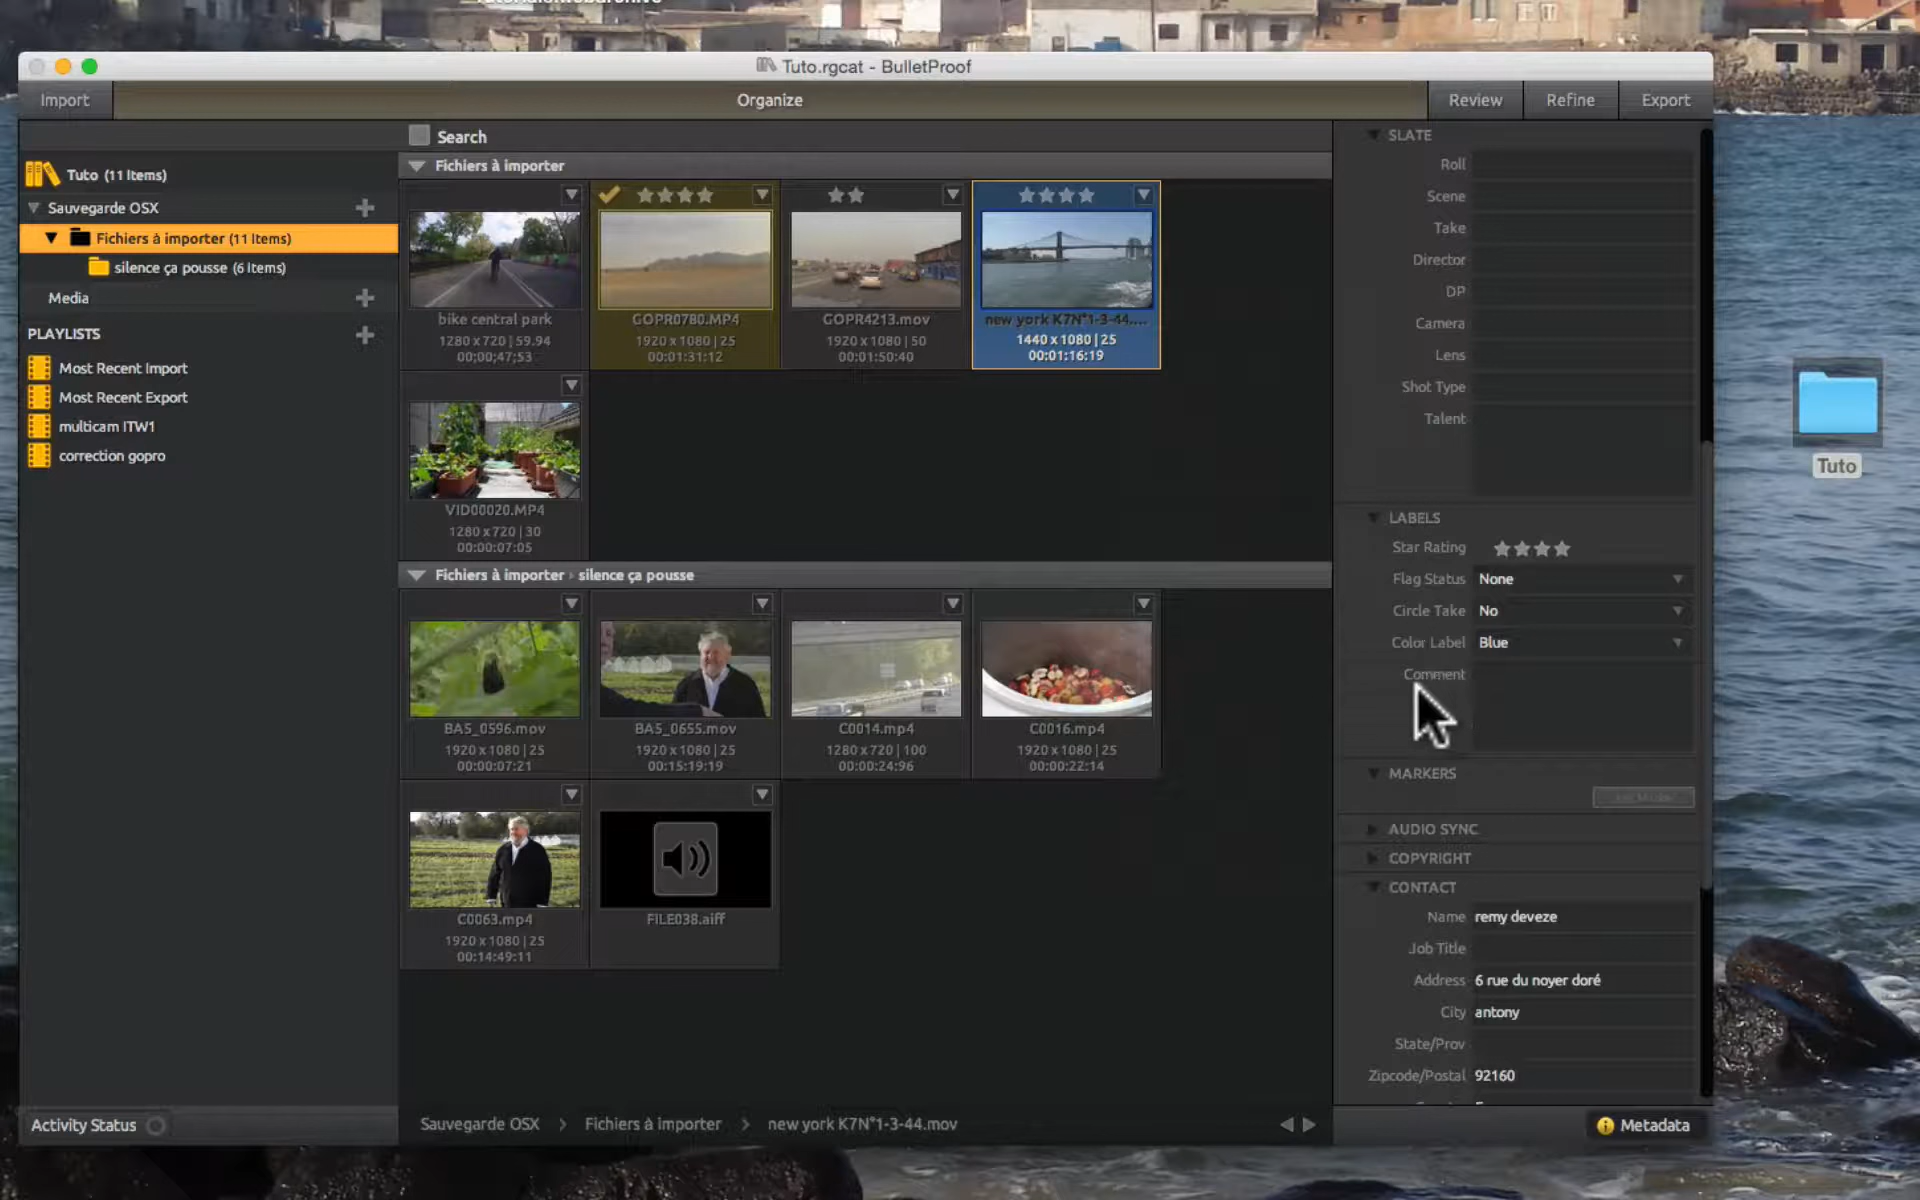 Tuto.rgcat - BulletProof
Import
Organize
Review
Refine
Export
Search
Tuto (11 Items)
Sauvegarde OSX
Fichiers à importer (11 Items)
silence ça pousse (6 Items)
Media
PLAYLISTS
Most Recent Import
Most Recent Export
multicam ITW1
correction gopro
Fichiers à importer
bike central park
1280 x 720 | 59.94
00;00;47;53
GOPR0780.MP4
1920 x 1080 | 25
00:01:31:12
GOPR4213.mov
1920 x 1080 | 50
00:01:50:40
new york K7N°1-3-44....
1440 x 1080 | 25
00:01:16:19
VID00020.MP4
1280 x 720 | 30
00:00:07:05
Fichiers à importer › silence ça pousse
BA5_0596.mov
1920 x 1080 | 25
00:00:07:21
BA5_0655.mov
1920 x 1080 | 25
00:15:19:19
C0014.mp4
1280 x 720 | 100
00:00:24:96
C0016.mp4
1920 x 1080 | 25
00:00:22:14
C0063.mp4
1920 x 1080 | 25
00:14:49:11
FILE038.aiff
SLATE
Roll
Scene
Take
Director
DP
Camera
Lens
Shot Type
Talent
LABELS
Star Rating
Flag Status None
Circle Take No
Color Label Blue
Comment
MARKERS
AUDIO SYNC
COPYRIGHT
CONTACT
Name remy deveze
Job Title
Address 6 rue du noyer doré
City antony
State/Prov
Zipcode/Postal 92160
Tuto
Activity Status
Sauvegarde OSX > Fichiers à importer > new york K7N°1-3-44.mov
Metadata